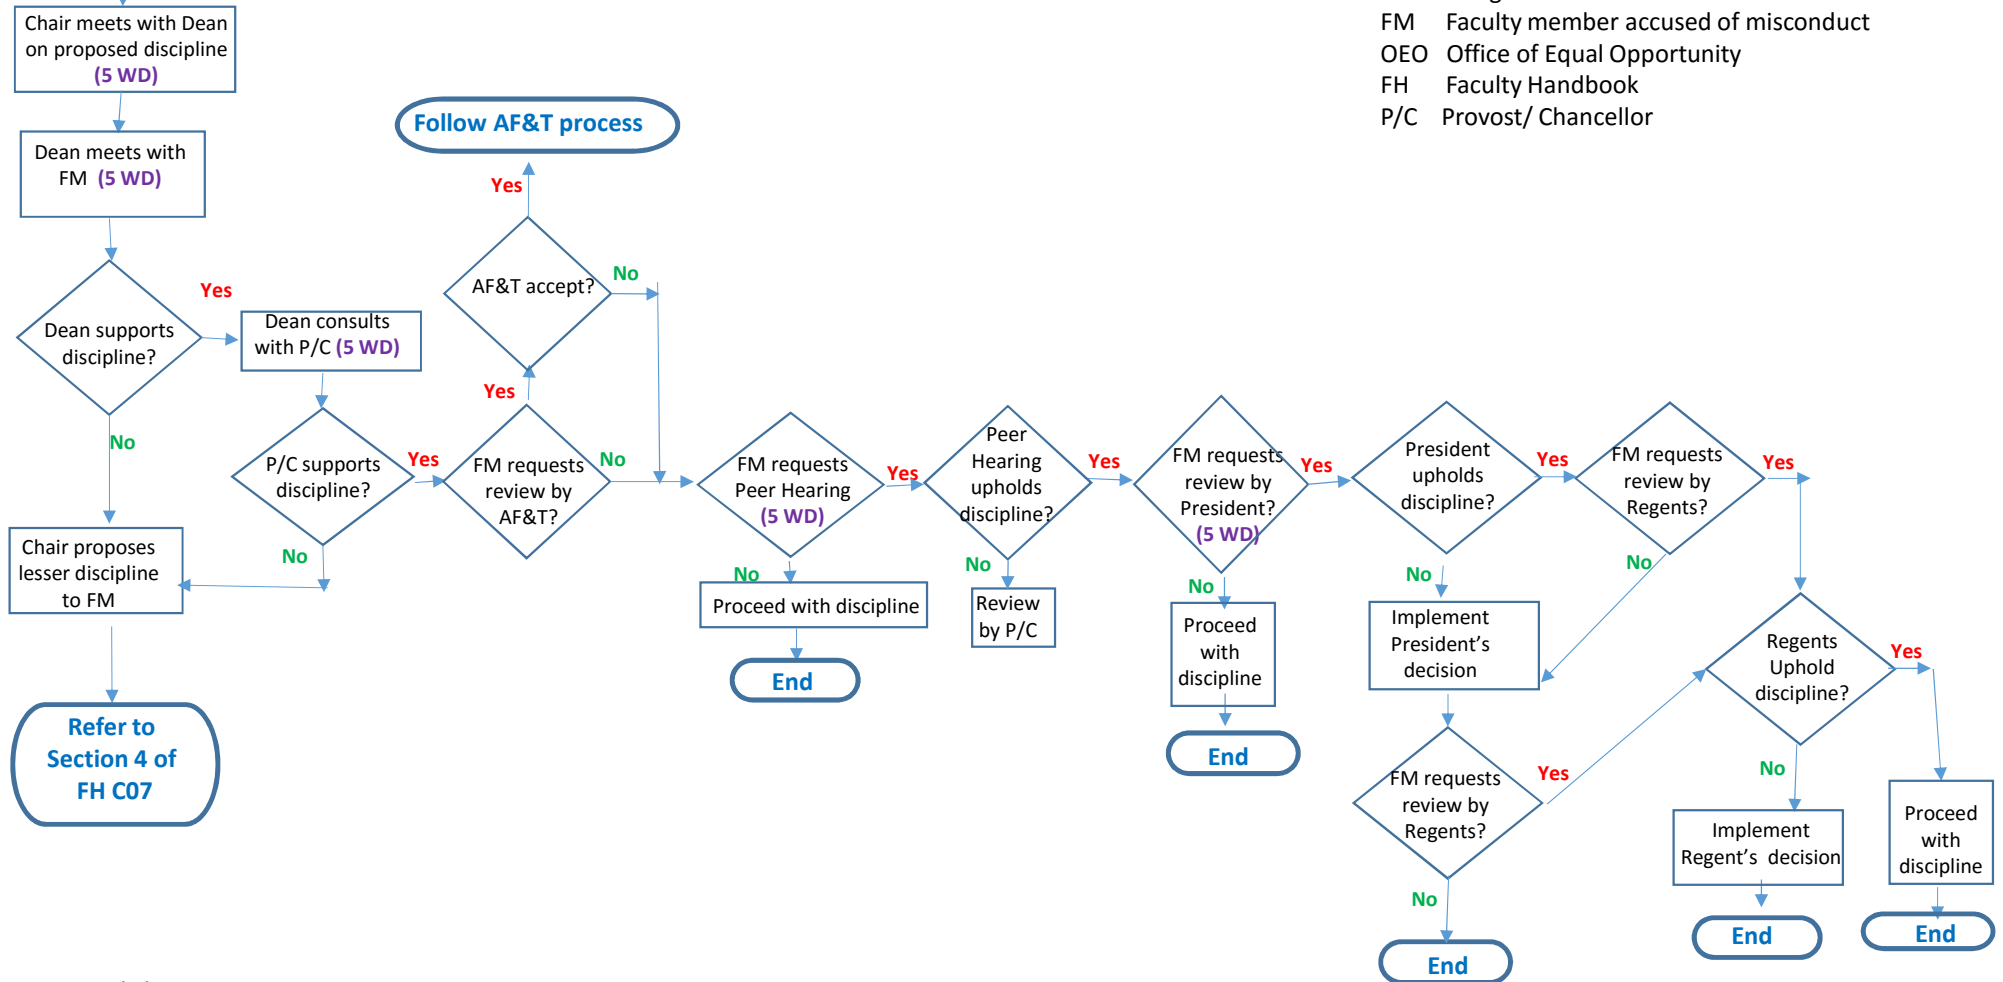 FM Faculty member accused of misconduct
OEO Office of Equal Opportunity
FH Faculty Handbook
P/C Provost/ Chancellor
Chair meets with Dean
on proposed discipline
(5 WD)
Dean meets with
FM (5 WD)
Dean supports
discipline?
Yes
No
Dean consults
with P/C (5 WD)
P/C supports
discipline?
Yes
No
Chair proposes
lesser discipline
to FM
Refer to
Section 4 of
FH C07
Follow AF&T process
Yes
AF&T accept?
No
Yes
FM requests
review by
AF&T?
No
FM requests
Peer Hearing
(5 WD)
Yes
No
Proceed with discipline
End
Peer
Hearing
upholds
discipline?
Yes
No
Review
by P/C
FM requests
review by
President?
(5 WD)
Yes
No
Proceed
with
discipline
End
President
upholds
discipline?
Yes
No
Implement
President's
decision
FM requests
review by
Regents?
Yes
No
FM requests
review by
Regents?
Yes
No
End
Regents
Uphold
discipline?
Yes
No
Implement
Regent's decision
End
Proceed
with
discipline
End